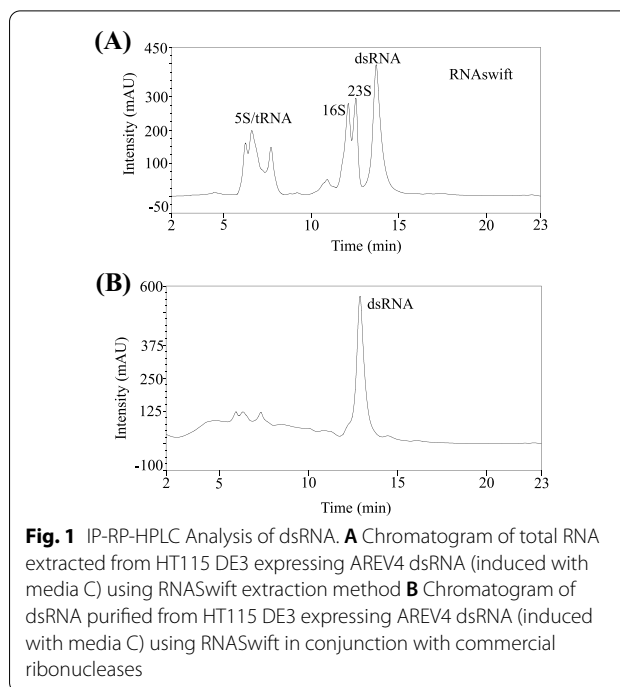 (A)
450
300
200
100
-50
Intensity (mAU)
5S/tRNA
16S
23S
dsRNA
RNAswift
2
5
10
15
20
23
Time (min)
(B)
600
375
250
125
-100
Intensity (mAU)
dsRNA
2
5
10
15
20
23
Time (min)
Fig. 1 IP-RP-HPLC Analysis of dsRNA. A Chromatogram of total RNA
extracted from HT115 DE3 expressing AREV4 dsRNA (induced with
media C) using RNASwift extraction method B Chromatogram of
dsRNA purified from HT115 DE3 expressing AREV4 dsRNA (induced
with media C) using RNASwift in conjunction with commercial
ribonucleases